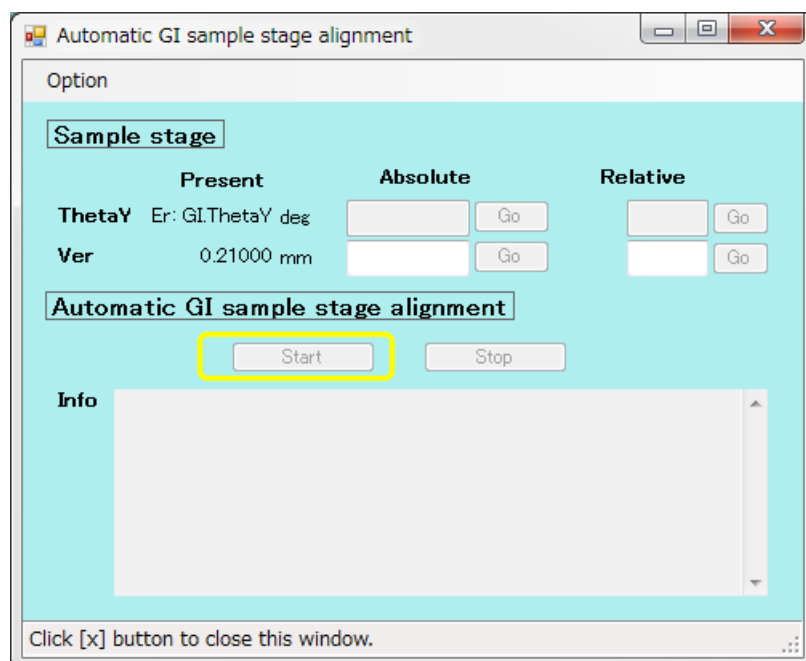 Automatic GI sample stage alignment
Option
Sample stage
Present Absolute Relative
ThetaY Er: GI.ThetaY deg Go Go
Ver 0.21000 mm Go Go
Automatic GI sample stage alignment
Start Stop
Info
Click [x] button to close this window.